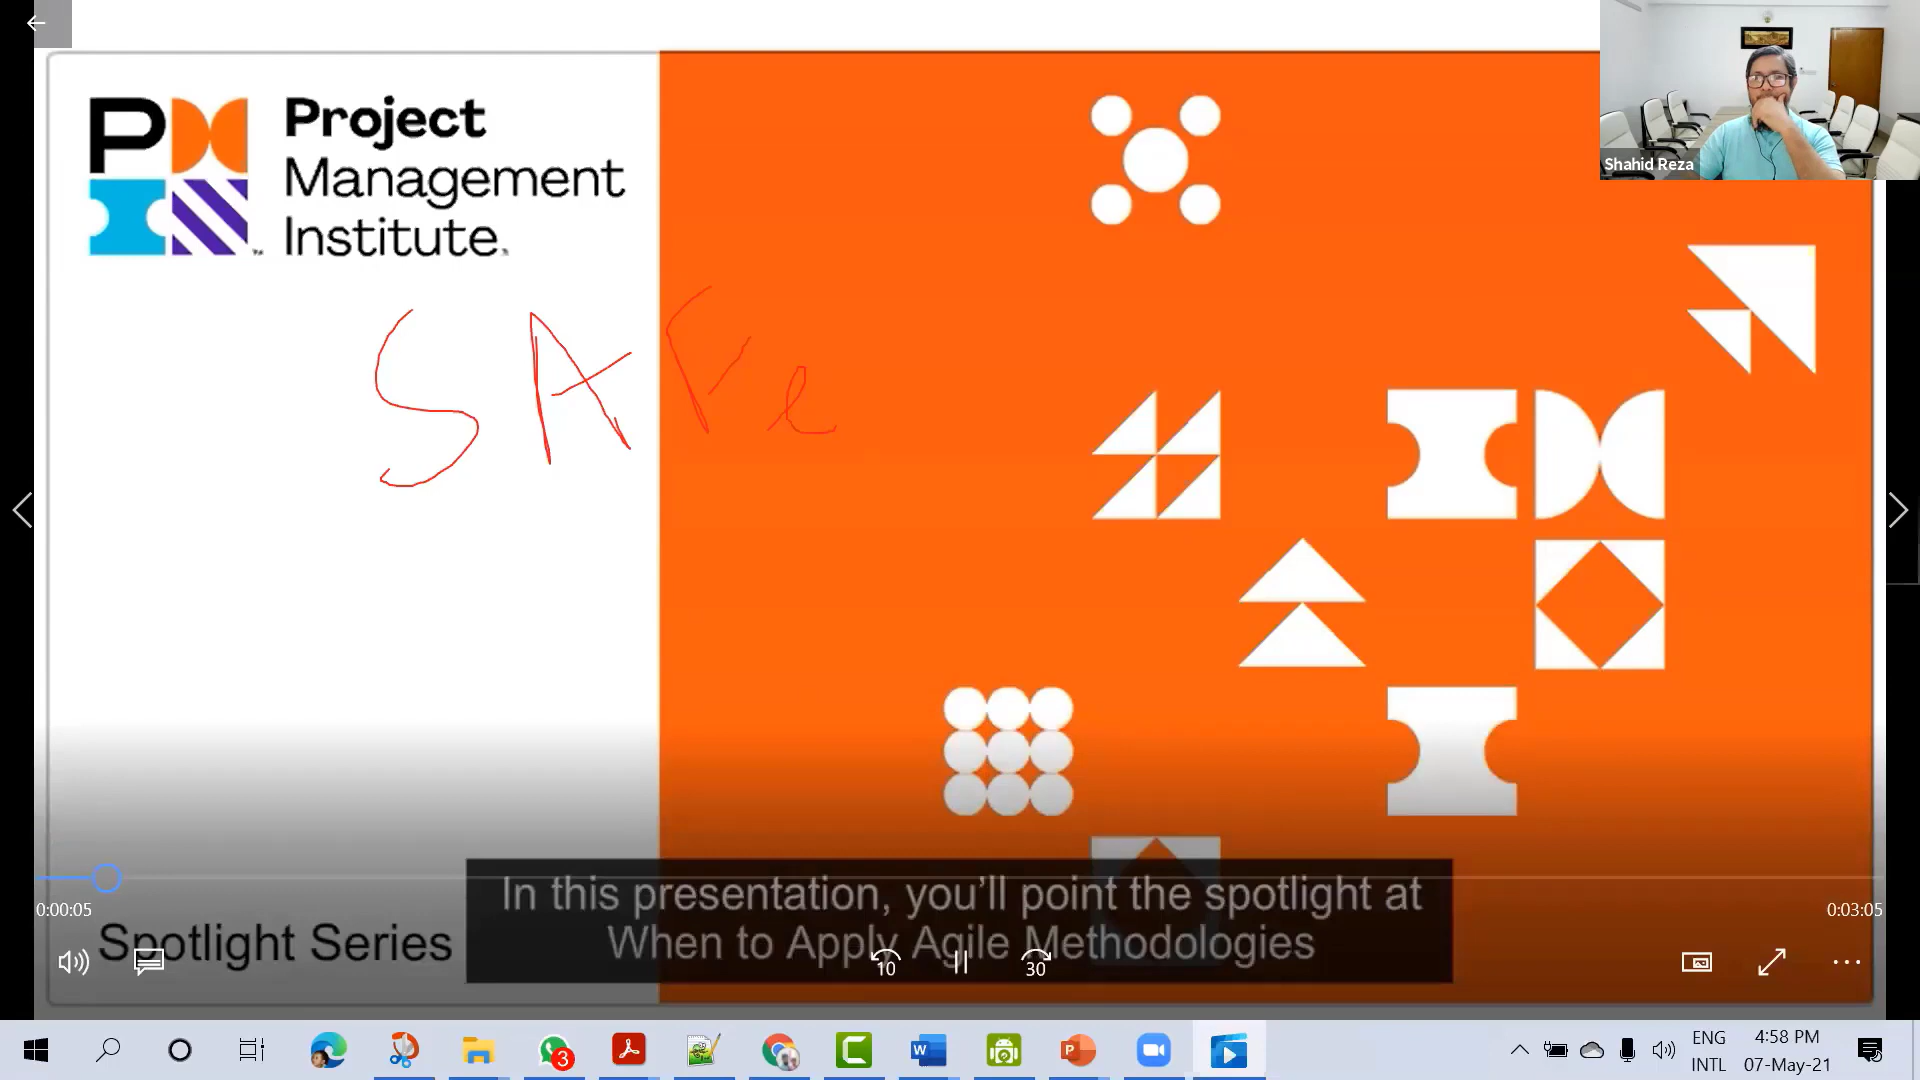 PMI
Project
Management
Institute.
Shahid Reza
SAFe
In this presentation, you'll point the spotlight at
When to Apply Agile Methodologies
0:00:05
0:03:05
Spotlight Series
10
30
3
W
P
ENG
INTL
4:58 PM
07-May-21